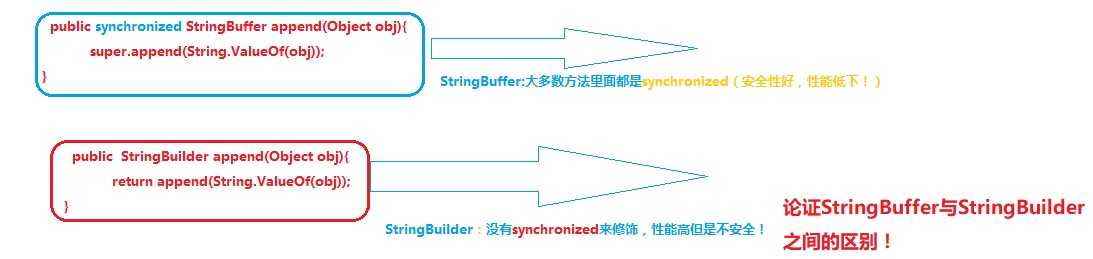 public synchronized StringBuffer append(Object obj){
super.append(String.ValueOf(obj));
}
StringBuffer:大多数方法里面都是synchronized（安全性好，性能低下！）
public StringBuilder append(Object obj){
return append(String.ValueOf(obj));
}
StringBuilder：没有synchronized来修饰，性能高但是不安全！
论证StringBuffer与StringBuilder
之间的区别！